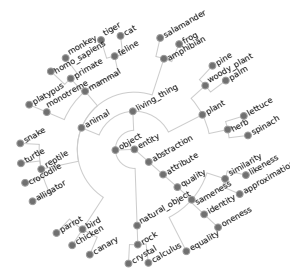 salamander
tiger
cat
frog
monkey
amphibian
homo_sapiens
feline
pine
primate
woody_plant
platypus
mammal
palm
monotreme
living_thing
lettuce
plant
snake
animal
herb
spinach
object
entity
turtle
abstraction
reptile
attribute
similarity
likeness
crocodile
quality
approximation
alligator
sameness
natural_object
identity
parrot
bird
oneness
chicken
rock
canary
crystal
calculus
equality